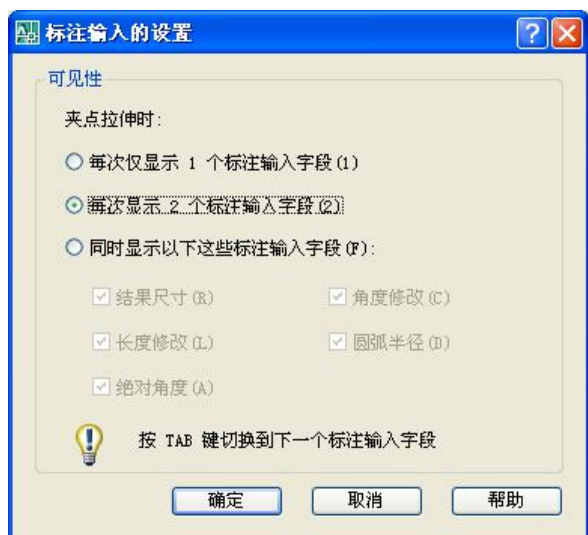 标注输入的设置
可见性
夹点拉伸时:
每次仅显示 1 个标注输入字段(1)
每次显示 2 个标注输入字段(2)
同时显示以下这些标注输入字段(F):
结果尺寸(R) 角度修改(C)
长度修改(L) 圆弧半径(D)
绝对角度(A)
按 TAB 键切换到下一个标注输入字段
确定 取消 帮助